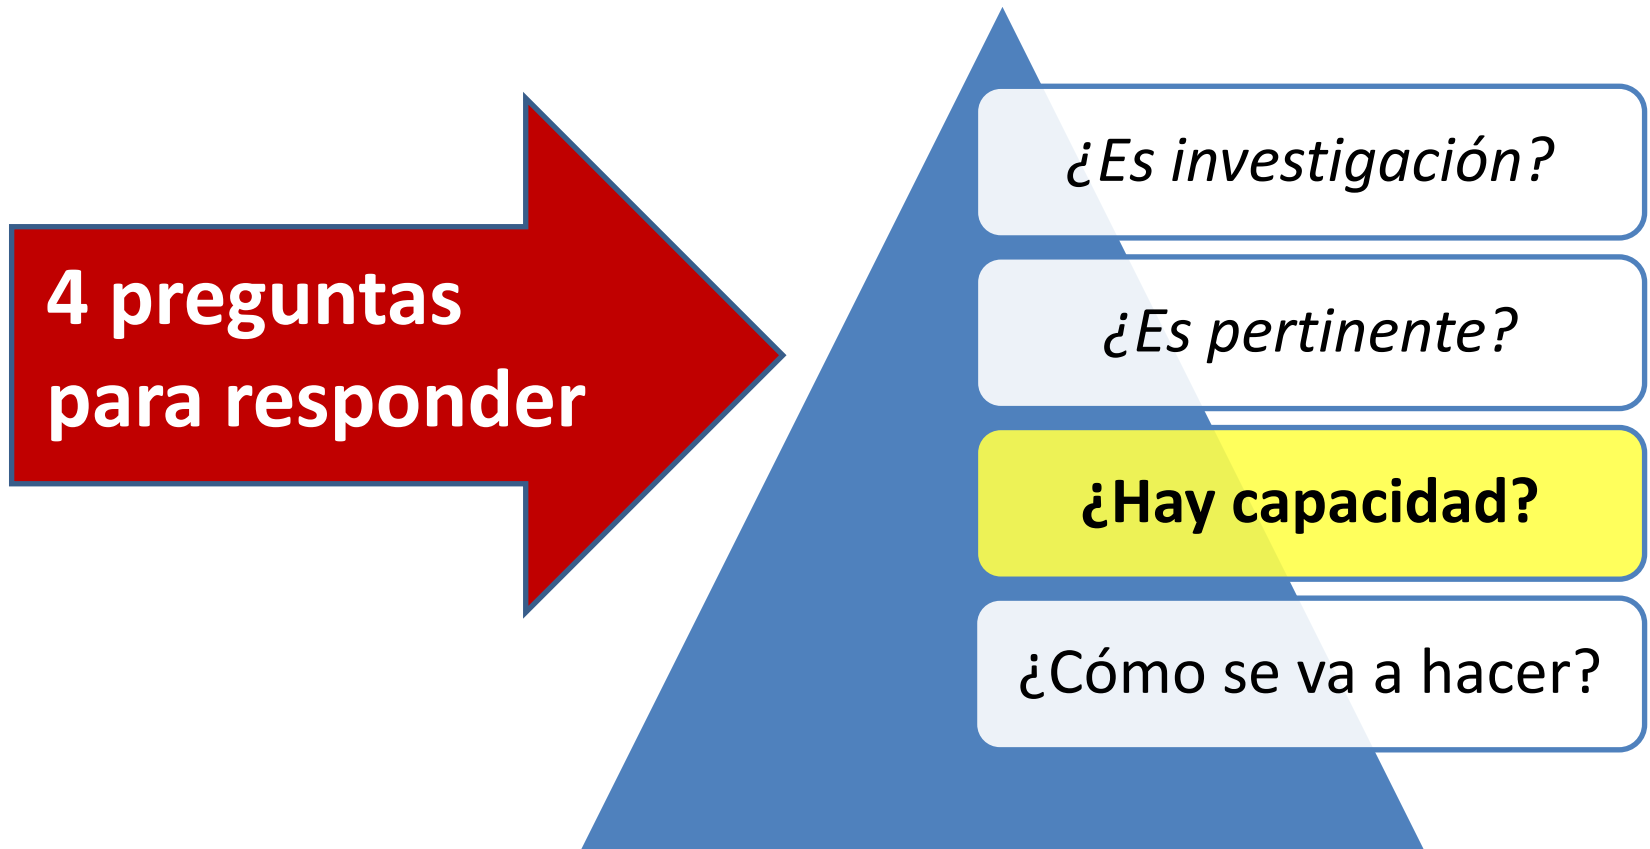 4 preguntas
para responder
¿Es investigación?
¿Es pertinente?
¿Hay capacidad?
¿Cómo se va a hacer?